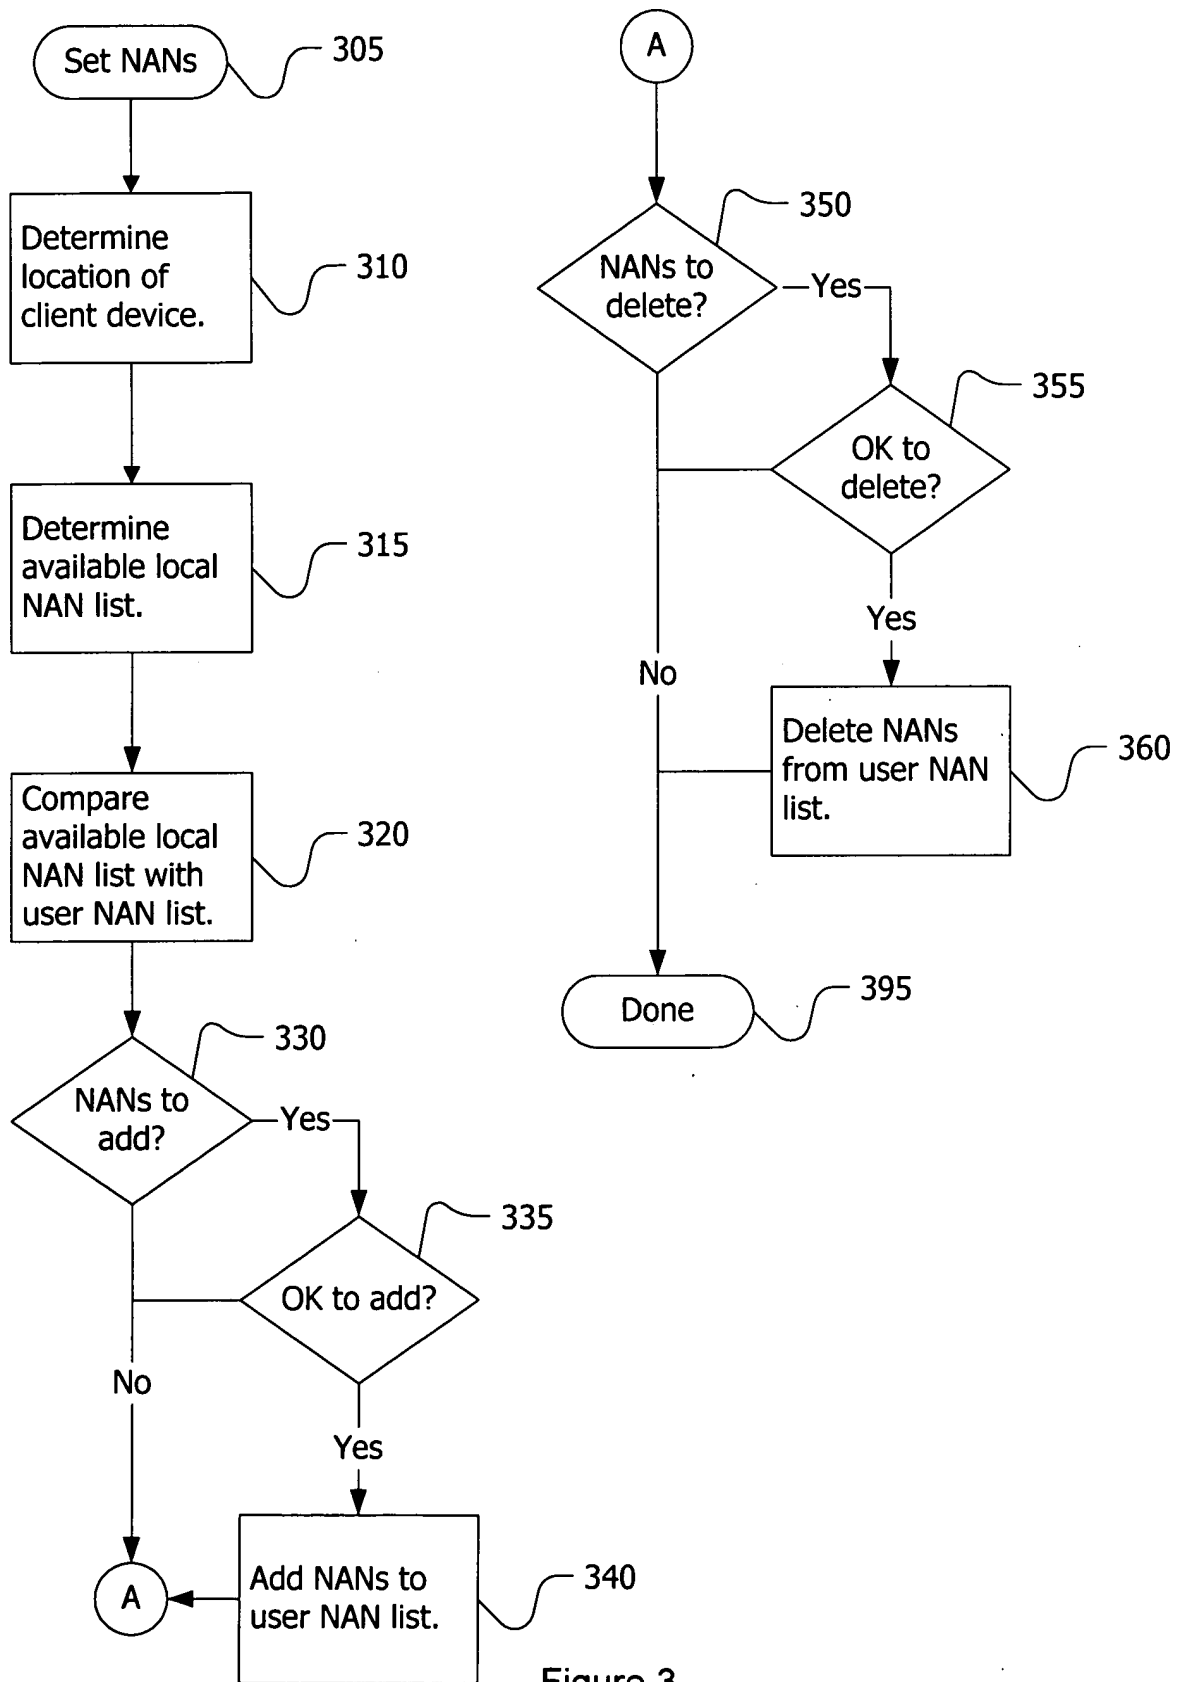 Set NANs
305
Determine
location of
client device.
310
Determine
available local
NAN list.
315
Compare
available local
NAN list with
user NAN list.
320
330
NANs to
add?
Yes
335
OK to add?
No
Yes
A
Add NANs to
user NAN list.
340
A
350
NANs to
delete?
Yes
355
OK to
delete?
Yes
No
Delete NANs
from user NAN
list.
360
Done
395
Figure 3